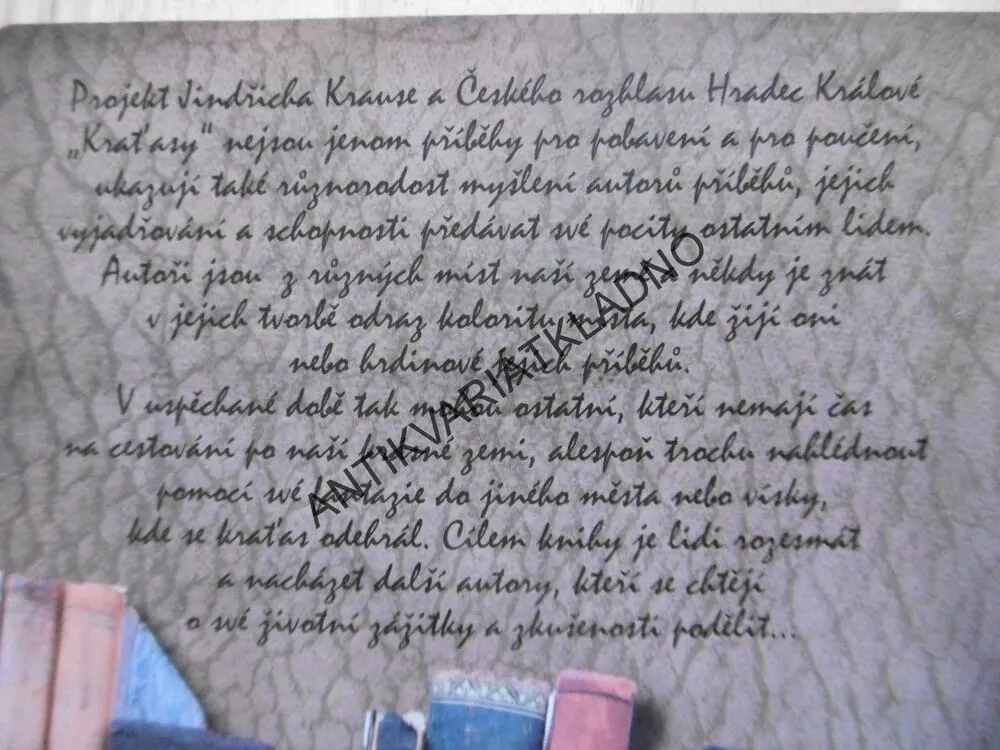 Projekt Jindřicha Krause a Českého rozhlasu Hradec Králové
„Kraťasy“ nejsou jenom příběhy pro pobavení a pro poučení,
ukazují také různorodost myšlení autorů příběhů, jejich
vyjadřování a schopnosti předávat své pocity ostatním lidem.
Autoři jsou z různých míst naší země a někdy je znát
v jejich tvorbě odraz koloritu místa, kde žijí oni
nebo hrdinové jejich příběhů.
V uspěchané době tak mohou ostatní, kteří nemají čas
na cestování po naší krásné zemi, alespoň trochu nahlédnout
pomocí své fantazie do jiného města nebo vísky,
kde se kraťas odehrál. Cílem knihy je lidi rozesmát
a nacházet další autory, kteří se chtějí
o své životní zážitky a zkušenosti podělit...
ANTIKVARIATKLADNO